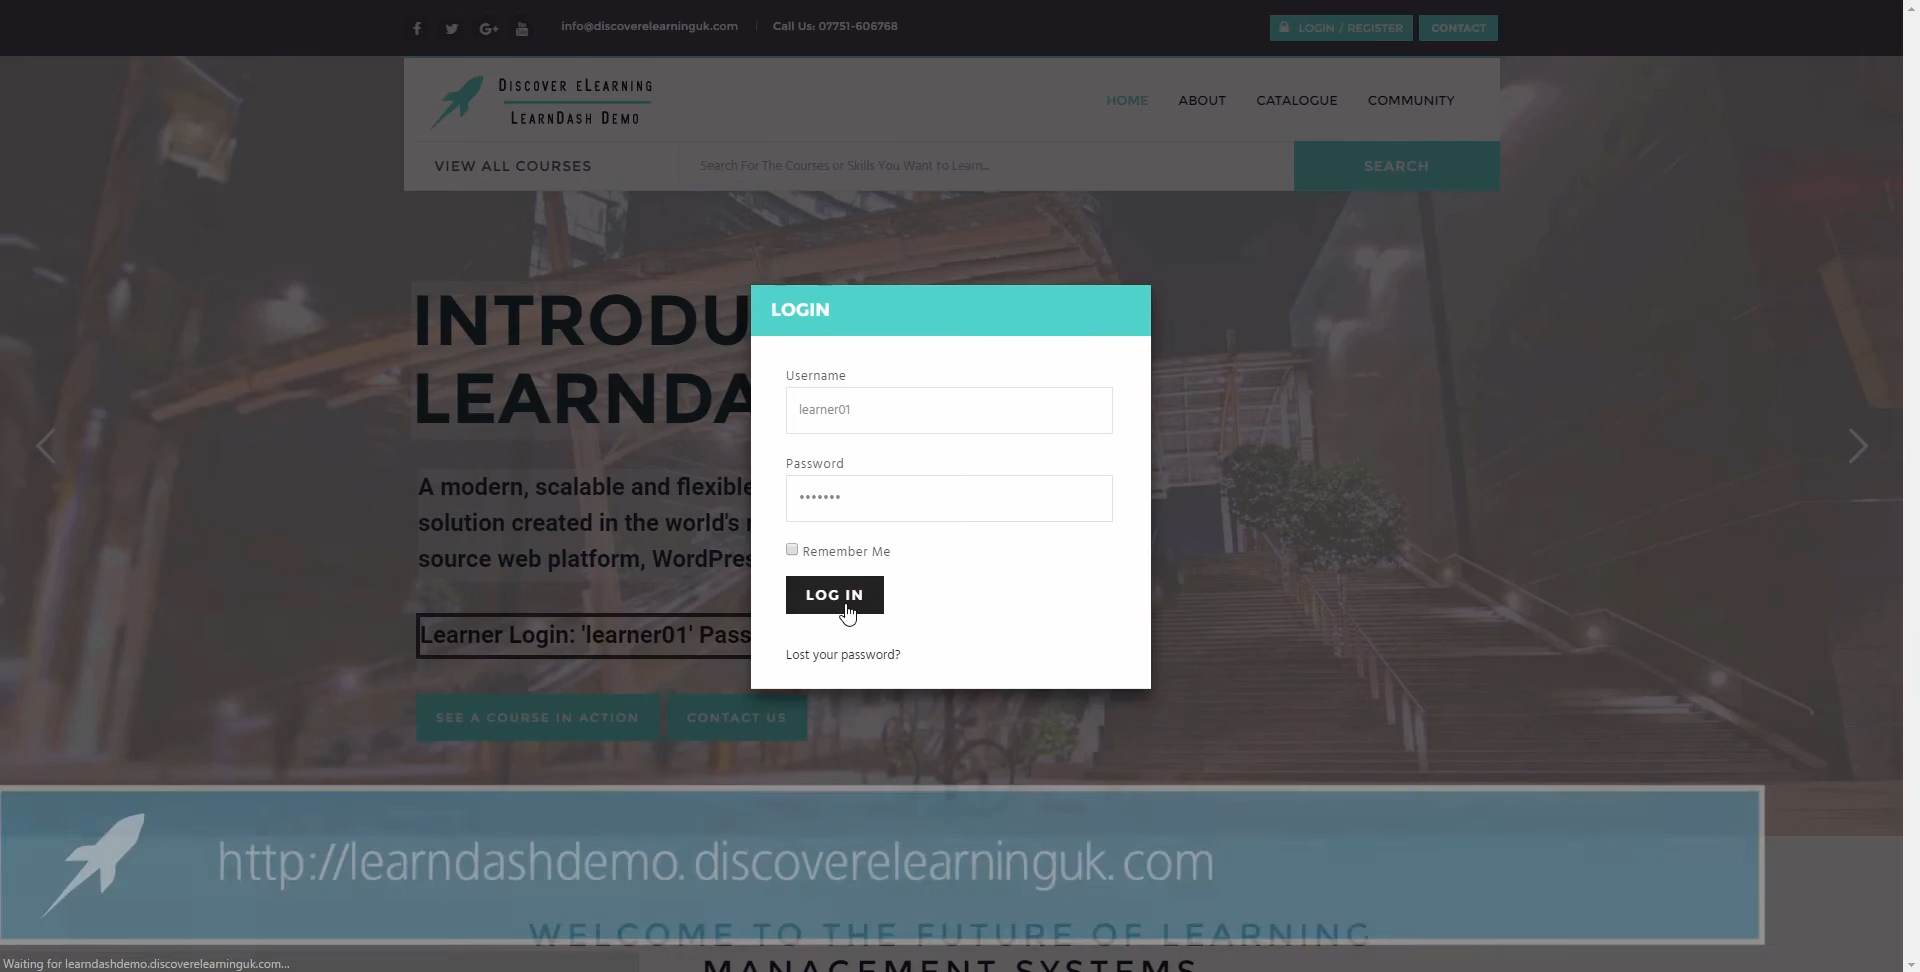 info@discoverelearninguk.com | Call Us: 07751-606768
LOGIN / REGISTER
CONTACT
DISCOVER ELEARNING
LEARNDASH DEMO
HOME
ABOUT
CATALOGUE
COMMUNITY
VIEW ALL COURSES
Search For The Courses or Skills You Want to Learn...
SEARCH
INTRODU
LEARNDA
A modern, scalable and flexible
solution created in the world's
source web platform, WordPres
Learner Login: 'learner01' Pass
SEE A COURSE IN ACTION
CONTACT US
LOGIN
Username
learner01
Password
•••••••
Remember Me
LOG IN
Lost your password?
http://learndashdemo.discoverelearninguk.com
WELCOME TO THE FUTURE OF LEARNING
MANAGEMENT SYSTEMS
Waiting for learndashdemo.discoverelearninguk.com...